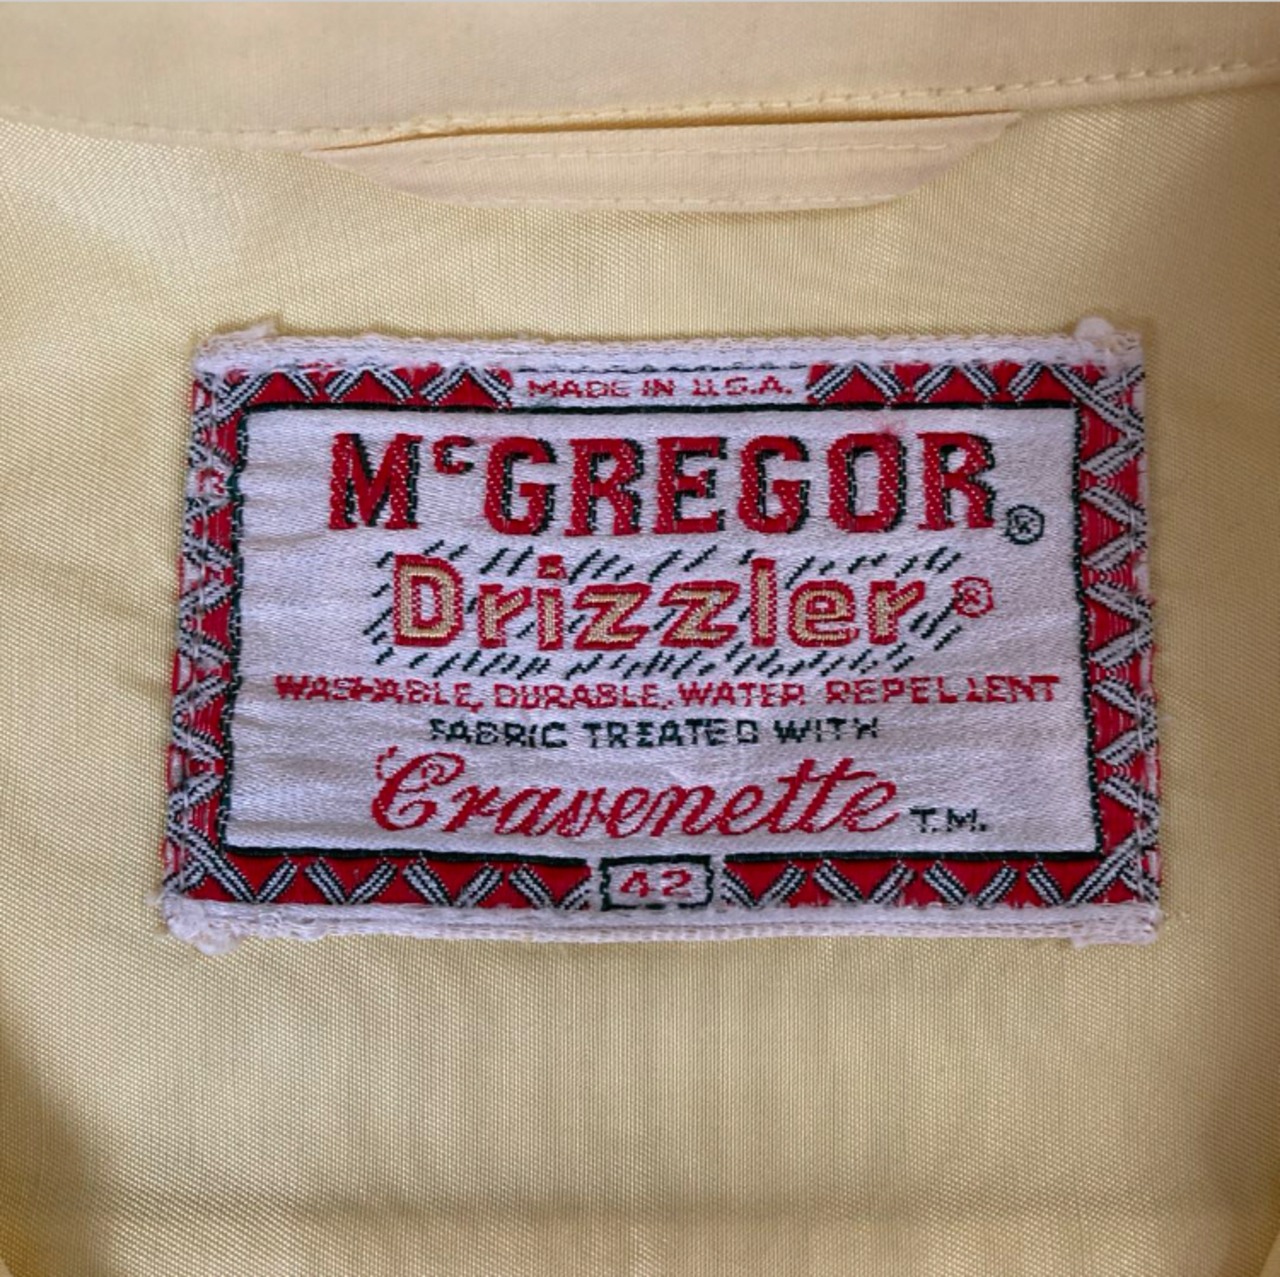 MADE IN U.S.A.
McGREGOR®
Drizzler®
WASHABLE, DURABLE, WATER REPELLENT
FABRIC TREATED WITH
Cravenette T.M.
42